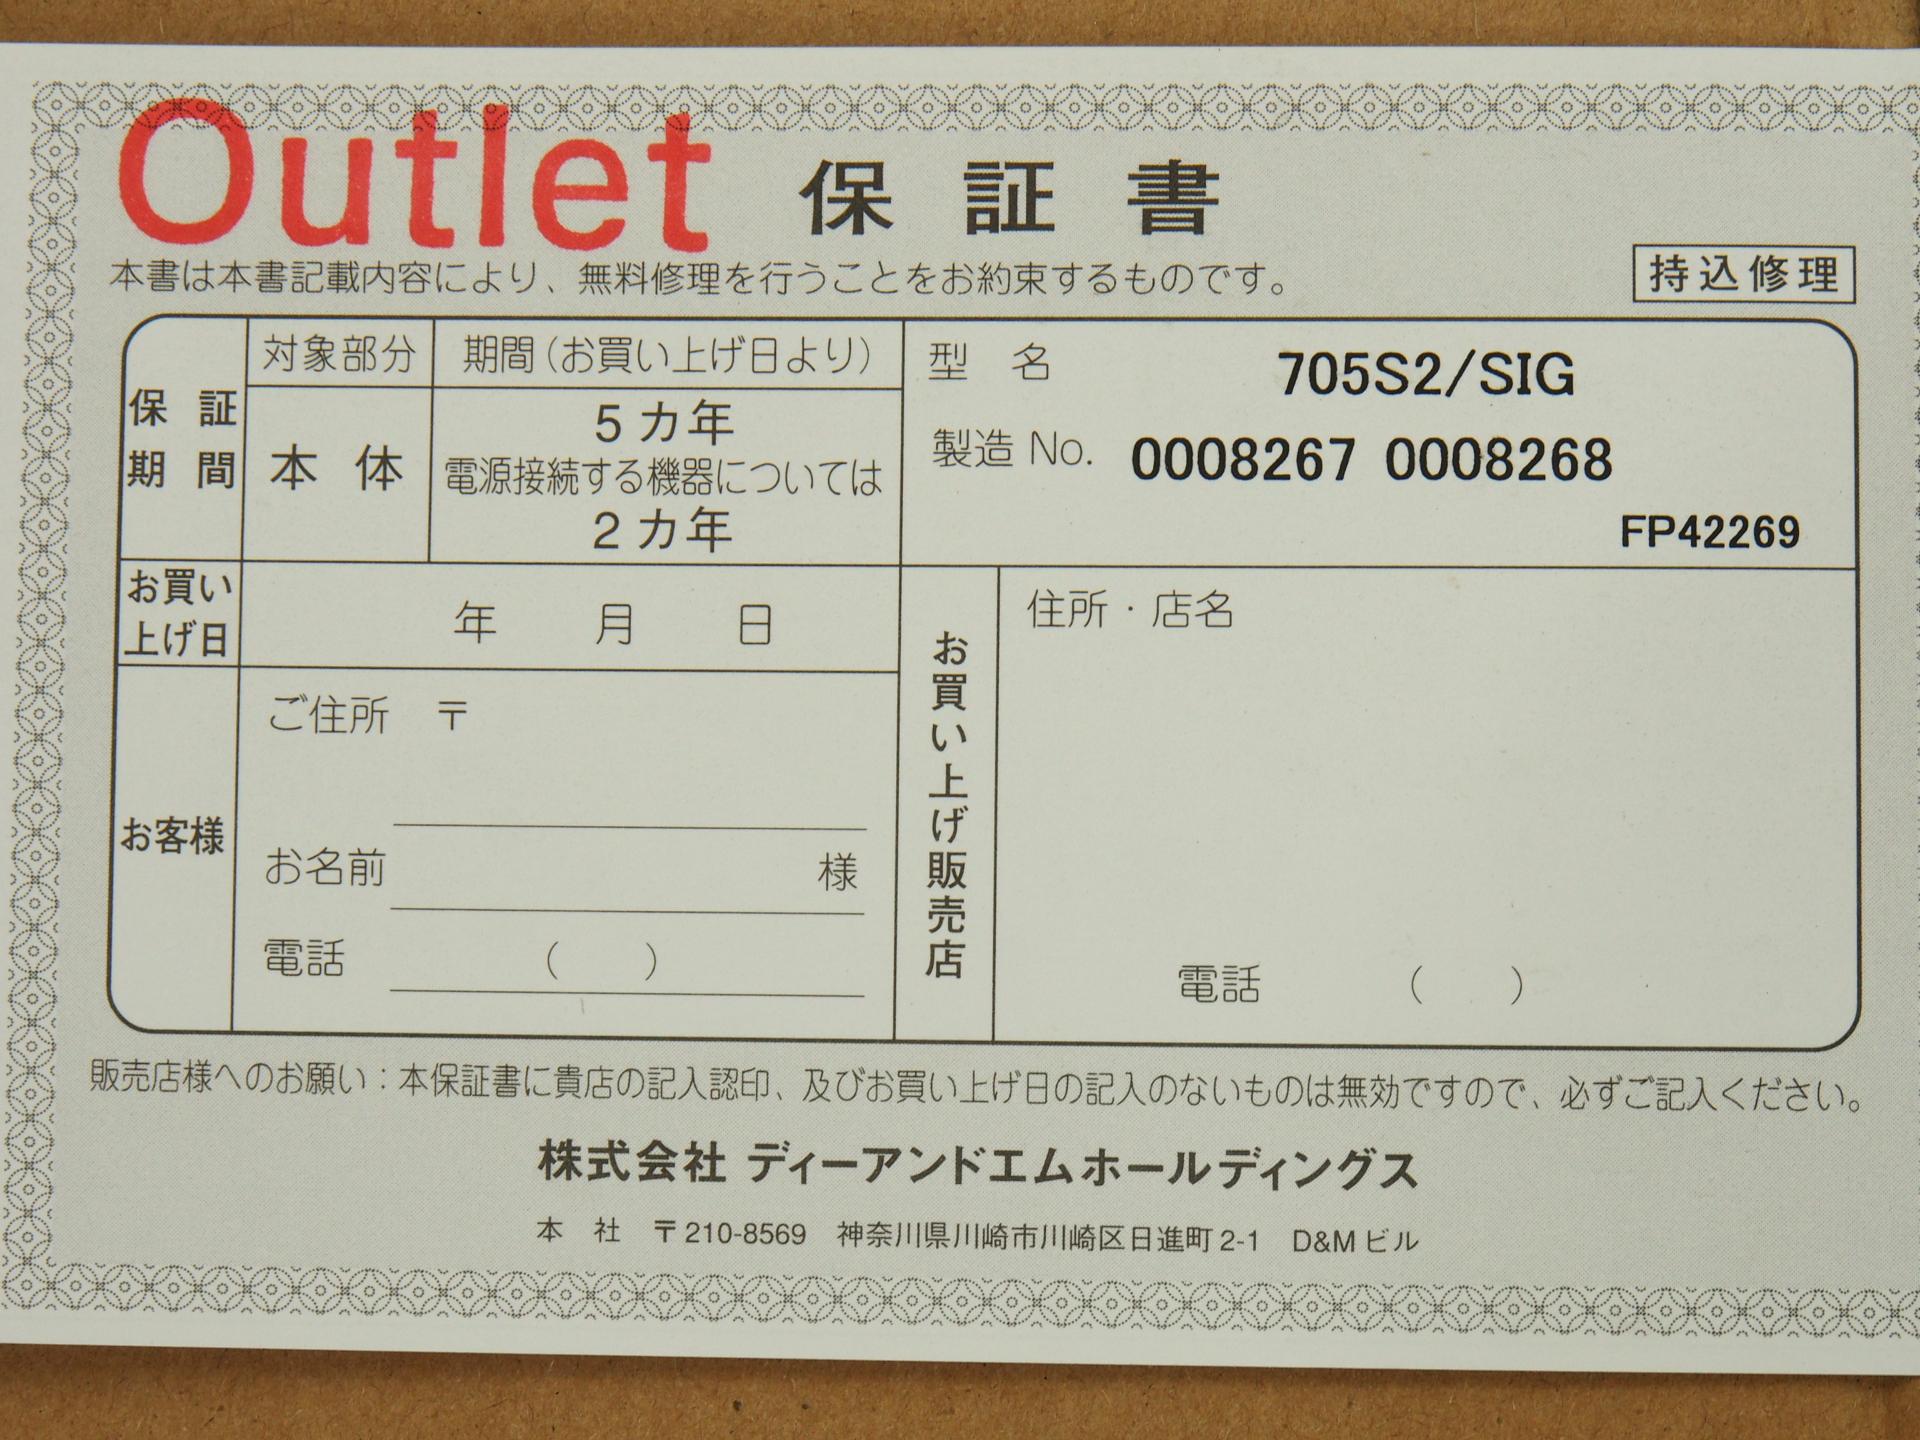 Outlet 保証書
本書は本書記載内容により、無料修理を行うことをお約束するものです。
持込修理
保証期間
対象部分
期間(お買い上げ日より)
本体
5カ年
電源接続する機器については
2カ年
型名 705S2/SIG
製造 No. 0008267 0008268
FP42269
お買い
上げ日
年 月 日
お客様
ご住所 〒
お名前 様
電話 ( )
お買い上げ販売店
住所・店名
電話 ( )
販売店様へのお願い：本保証書に貴店の記入認印、及びお買い上げ日の記入のないものは無効ですので、必ずご記入ください。
株式会社 ディーアンドエムホールディングス
本 社 〒210-8569 神奈川県川崎市川崎区日進町2-1 D&Mビル